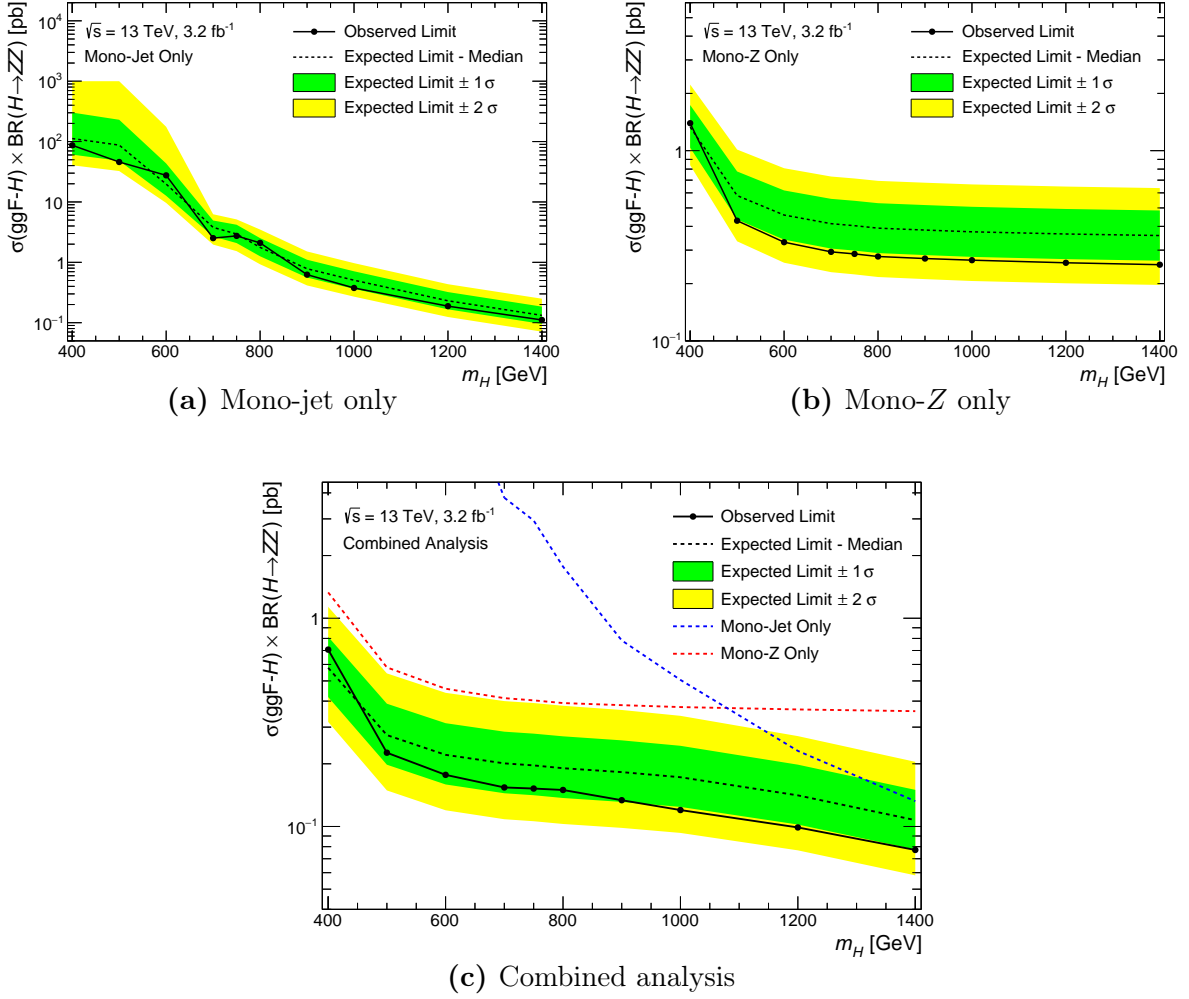 σ(ggF-H) × BR(H→ZZ) [pb]
10⁴
10³
10²
10
1
10⁻¹
√s = 13 TeV, 3.2 fb⁻¹
Mono-Jet Only
Observed Limit
Expected Limit - Median
Expected Limit ± 1 σ
Expected Limit ± 2 σ
400 600 800 1000 1200 1400
m_H [GeV]
(a) Mono-jet only
σ(ggF-H) × BR(H→ZZ) [pb]
1
10⁻¹
√s = 13 TeV, 3.2 fb⁻¹
Mono-Z Only
Observed Limit
Expected Limit - Median
Expected Limit ± 1 σ
Expected Limit ± 2 σ
400 600 800 1000 1200 1400
m_H [GeV]
(b) Mono-Z only
σ(ggF-H) × BR(H→ZZ) [pb]
1
10⁻¹
√s = 13 TeV, 3.2 fb⁻¹
Combined Analysis
Observed Limit
Expected Limit - Median
Expected Limit ± 1 σ
Expected Limit ± 2 σ
Mono-Jet Only
Mono-Z Only
400 600 800 1000 1200 1400
m_H [GeV]
(c) Combined analysis